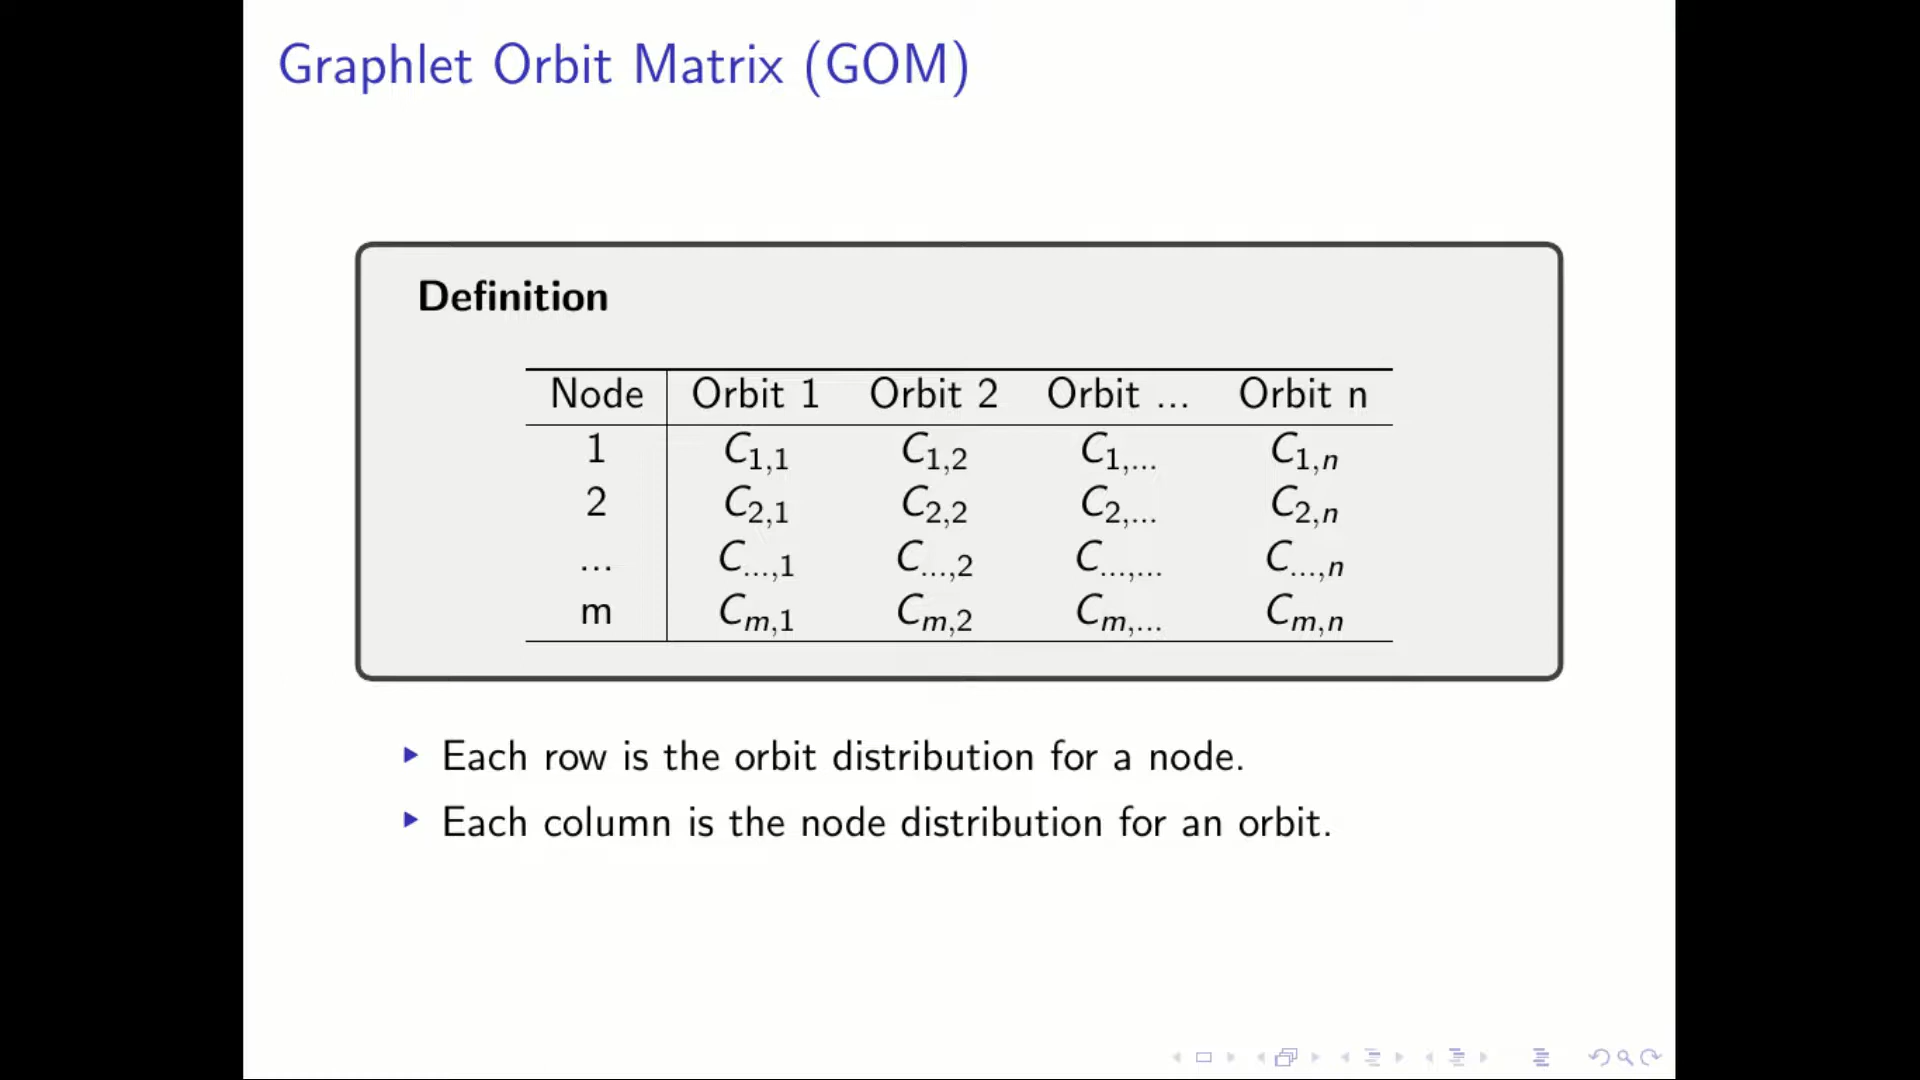 Graphlet Orbit Matrix (GOM)
Definition
Node Orbit 1 Orbit 2 Orbit ... Orbit n
1 C1,1 C1,2 C1,... C1,n
2 C2,1 C2,2 C2,... C2,n
... C...,1 C...,2 C...,... C...,n
m Cm,1 Cm,2 Cm,... Cm,n
Each row is the orbit distribution for a node.
Each column is the node distribution for an orbit.